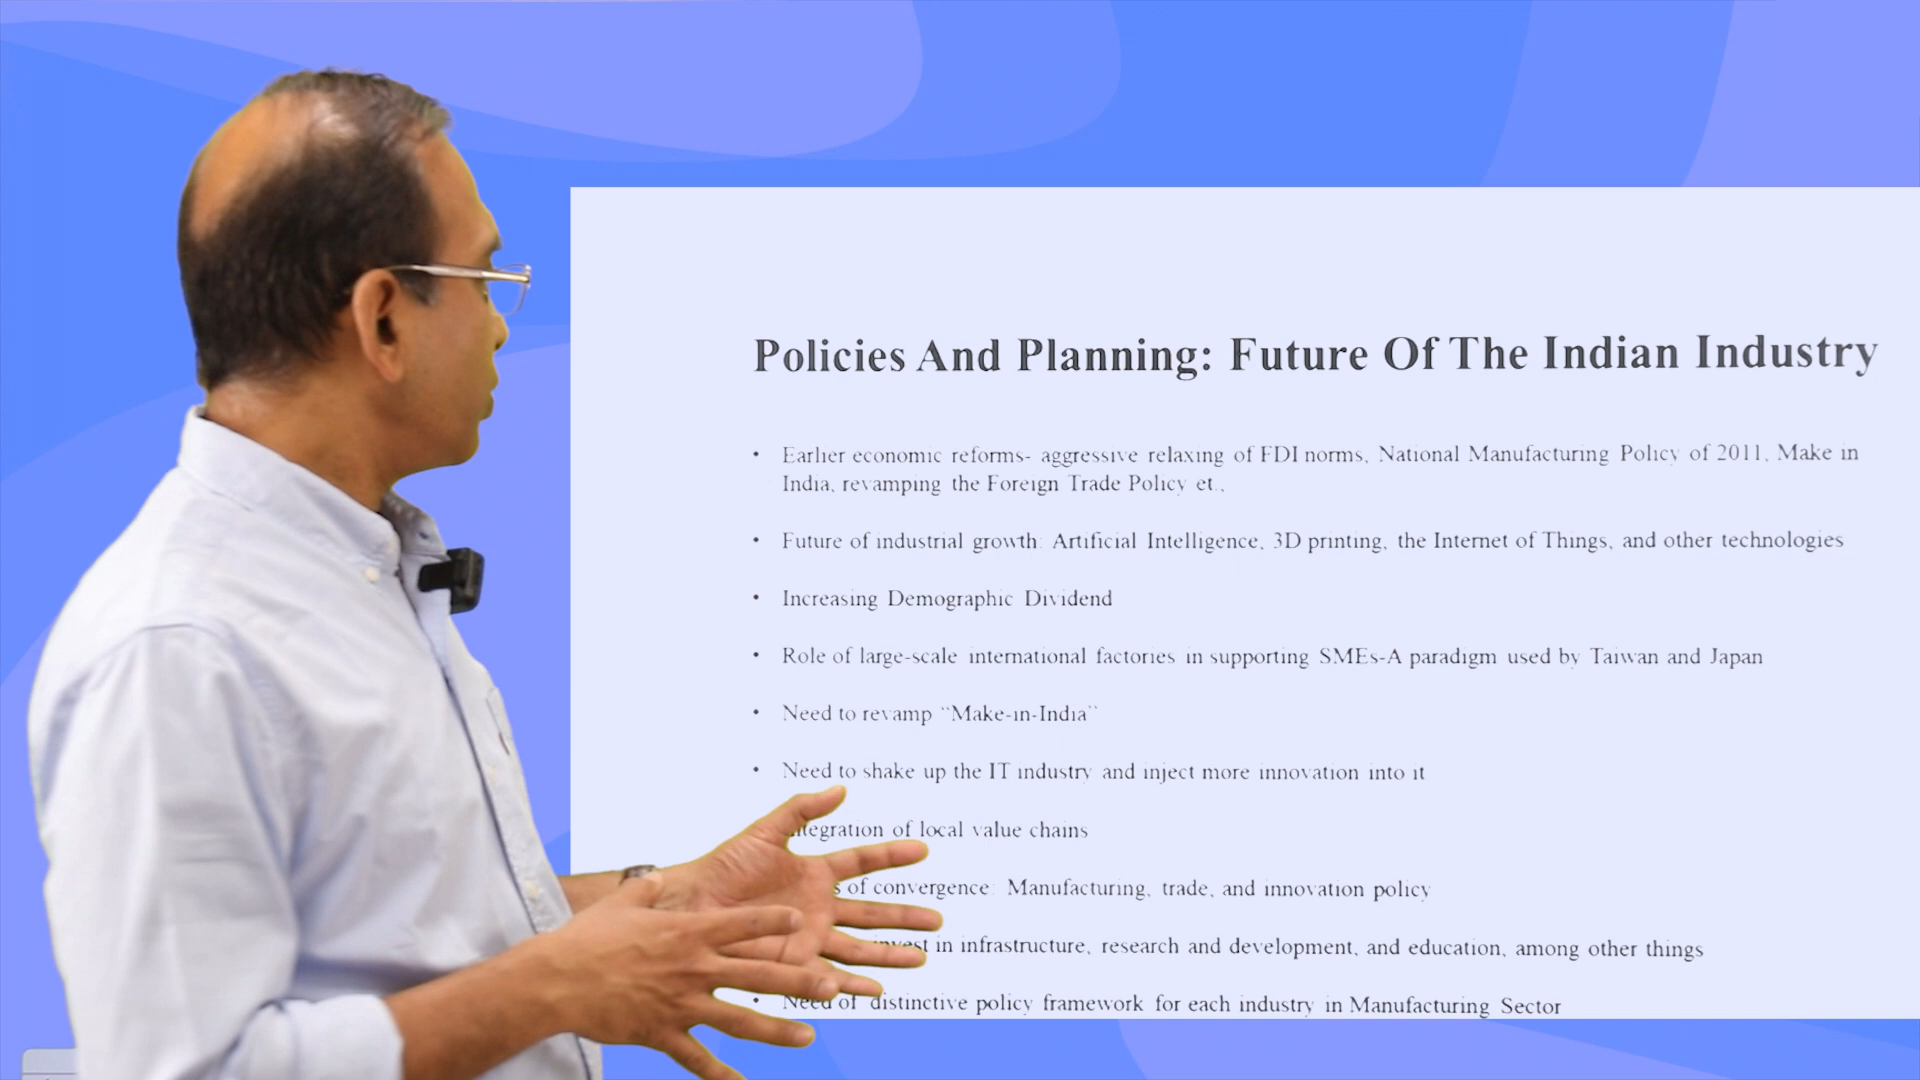 Policies And Planning: Future Of The Indian Industry
• Earlier economic reforms- aggressive relaxing of FDI norms, National Manufacturing Policy of 2011, Make in
India, revamping the Foreign Trade Policy et.,
• Future of industrial growth: Artificial Intelligence, 3D printing, the Internet of Things, and other technologies
• Increasing Demographic Dividend
• Role of large-scale international factories in supporting SMEs-A paradigm used by Taiwan and Japan
• Need to revamp “Make-in-India”
• Need to shake up the IT industry and inject more innovation into it
of local value chains
of convergence: Manufacturing, trade, and innovation policy
in infrastructure, research and development, and education, among other things
• Need of distinctive policy framework for each industry in Manufacturing Sector